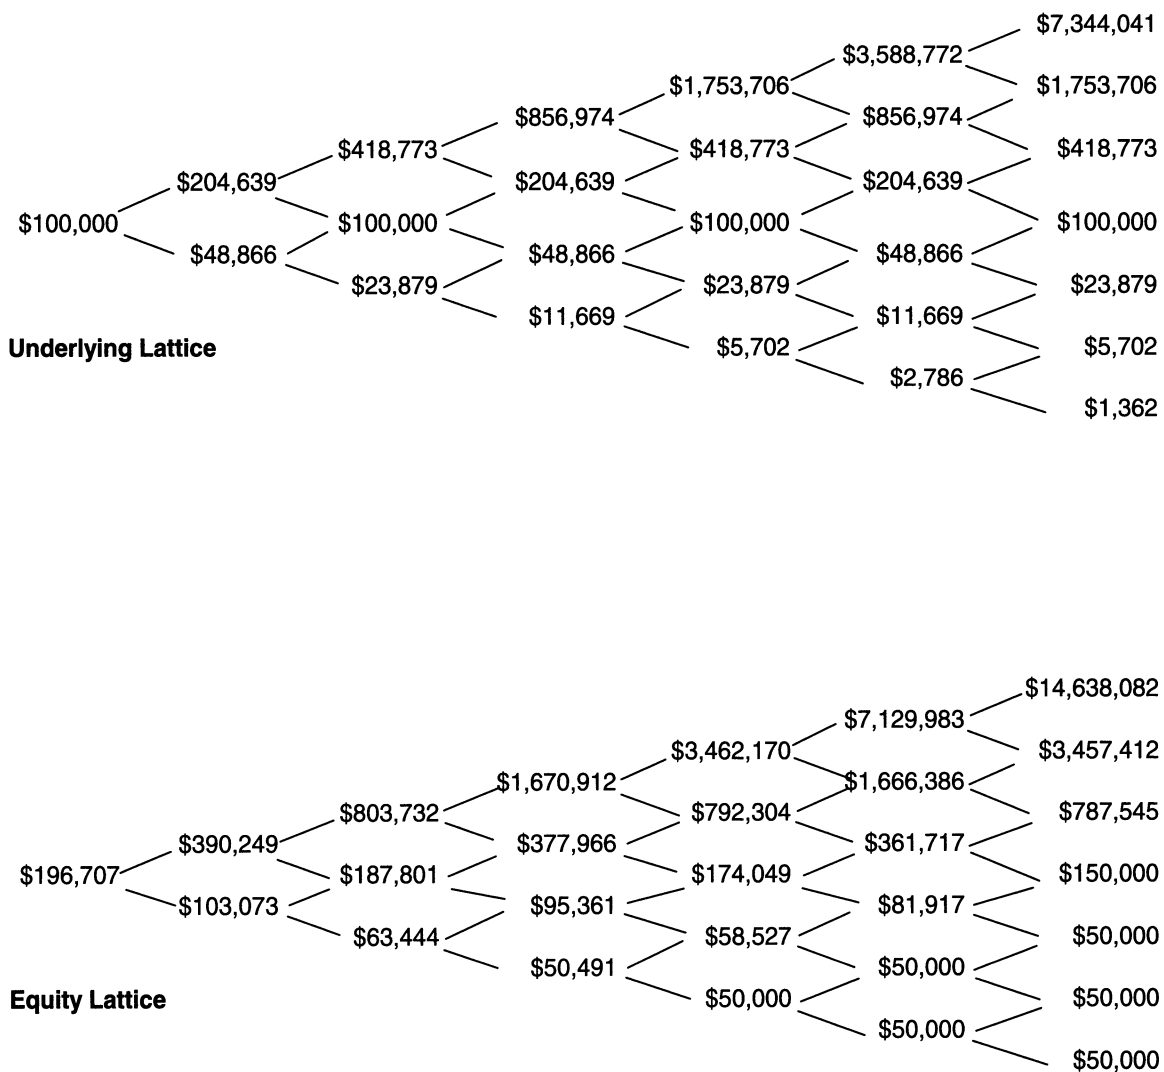 $7,344,041
$3,588,772
$1,753,706 $1,753,706
$856,974 $856,974
$418,773 $418,773 $418,773
$204,639 $204,639 $204,639
$100,000 $100,000 $100,000 $100,000
$48,866 $48,866 $48,866
$23,879 $23,879 $23,879
$11,669 $11,669
Underlying Lattice $5,702 $5,702
$2,786
$1,362
$14,638,082
$7,129,983
$3,462,170 $3,457,412
$1,670,912 $1,666,386
$803,732 $792,304 $787,545
$390,249 $377,966 $361,717
$196,707 $187,801 $174,049 $150,000
$103,073 $95,361 $81,917
$63,444 $58,527 $50,000
$50,491 $50,000
Equity Lattice $50,000 $50,000
$50,000
$50,000